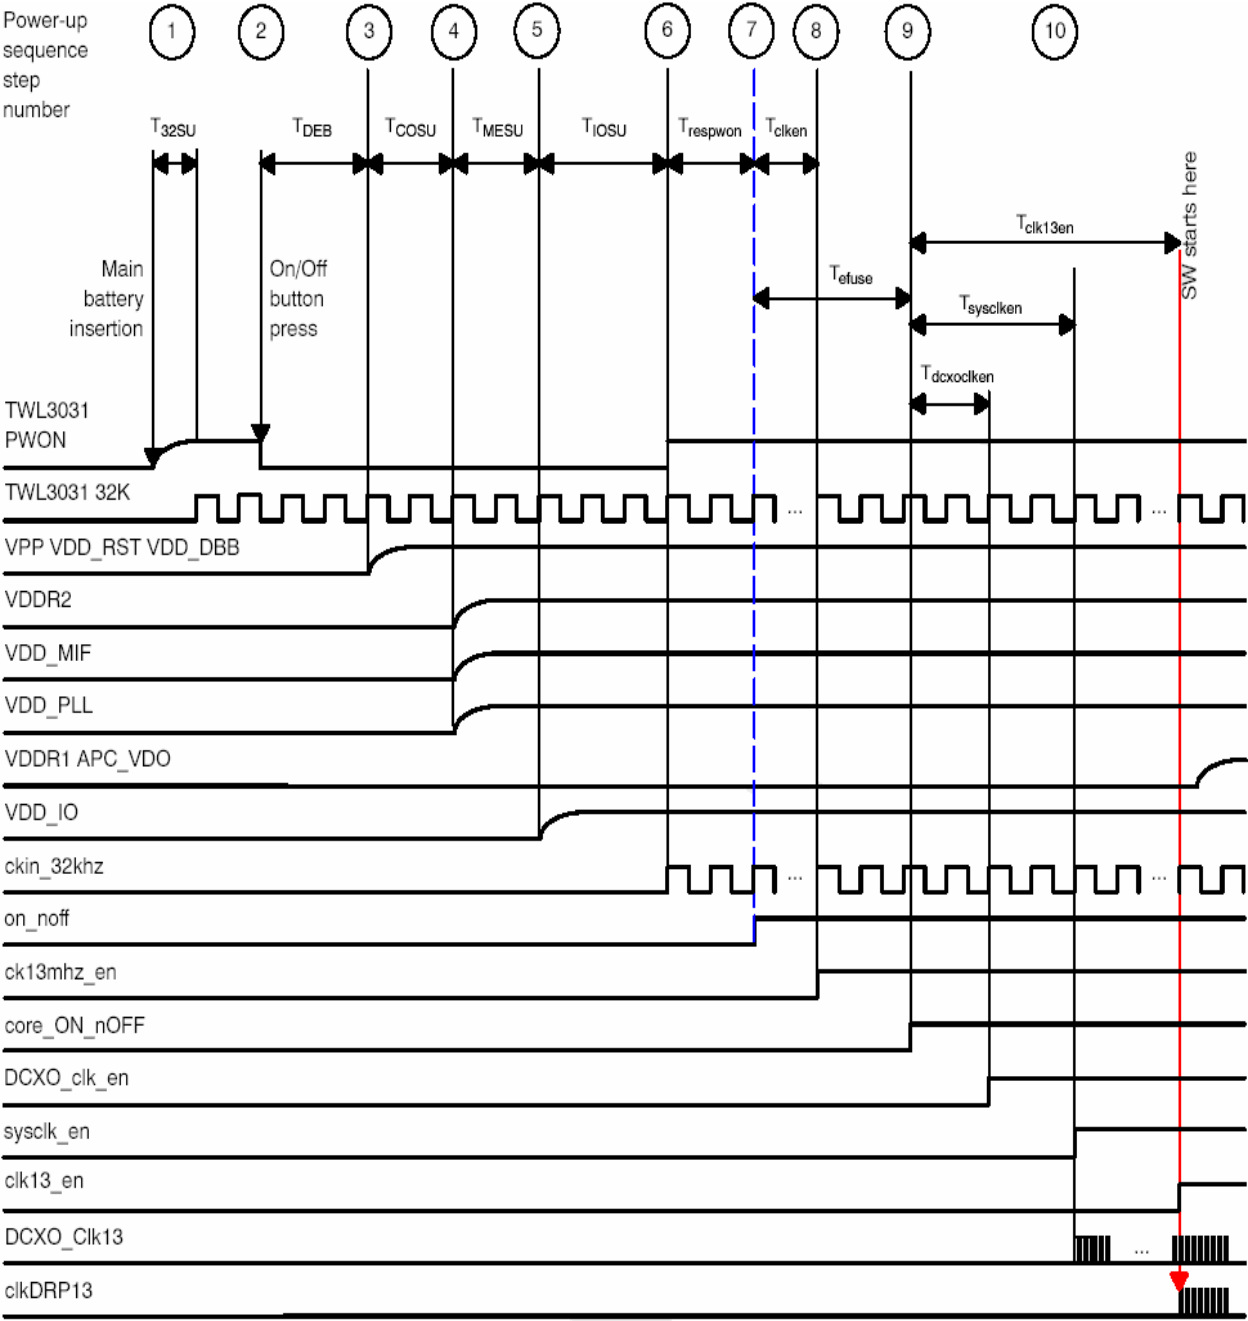 Power-up
sequence
step
number
1 2 3 4 5 6 7 8 9 10
T32SU TDEB TCOSU TMESU TIOSU Trespwon Tclken
SW starts here
Tclk13en
Main
battery
insertion
On/Off
button
press
Tefuse
Tsysclken
Tdcxoclken
TWL3031
PWON
TWL3031 32K
... ...
VPP VDD_RST VDD_DBB
VDDR2
VDD_MIF
VDD_PLL
VDDR1 APC_VDO
VDD_IO
ckin_32khz
... ...
on_noff
ck13mhz_en
core_ON_nOFF
DCXO_clk_en
sysclk_en
clk13_en
DCXO_Clk13
...
clkDRP13